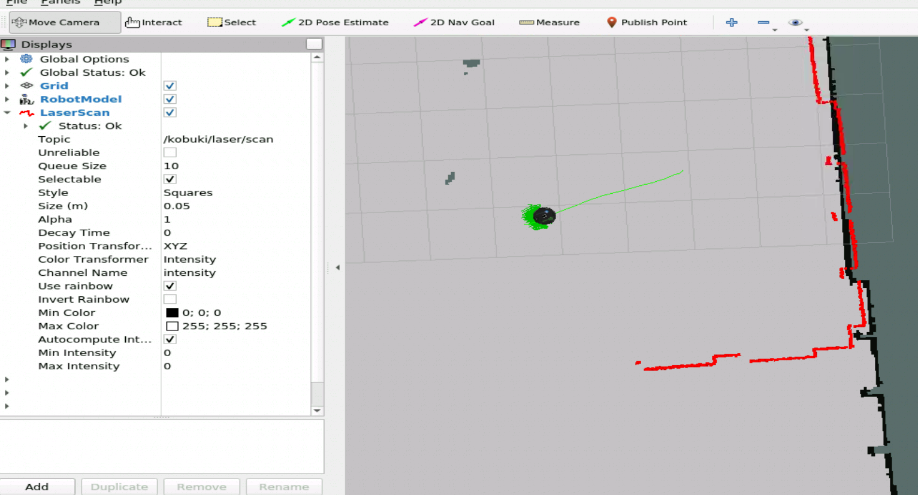 File Panels Help
Move Camera Interact Select 2D Pose Estimate 2D Nav Goal Measure Publish Point
Displays
Global Options
Global Status: Ok
Grid
RobotModel
LaserScan
Status: Ok
Topic /kobuki/laser/scan
Unreliable
Queue Size 10
Selectable
Style Squares
Size (m) 0.05
Alpha 1
Decay Time 0
Position Transfor... XYZ
Color Transformer Intensity
Channel Name intensity
Use rainbow
Invert Rainbow
Min Color 0; 0; 0
Max Color 255; 255; 255
Autocompute Int...
Min Intensity 0
Max Intensity 0
Add Duplicate Remove Rename